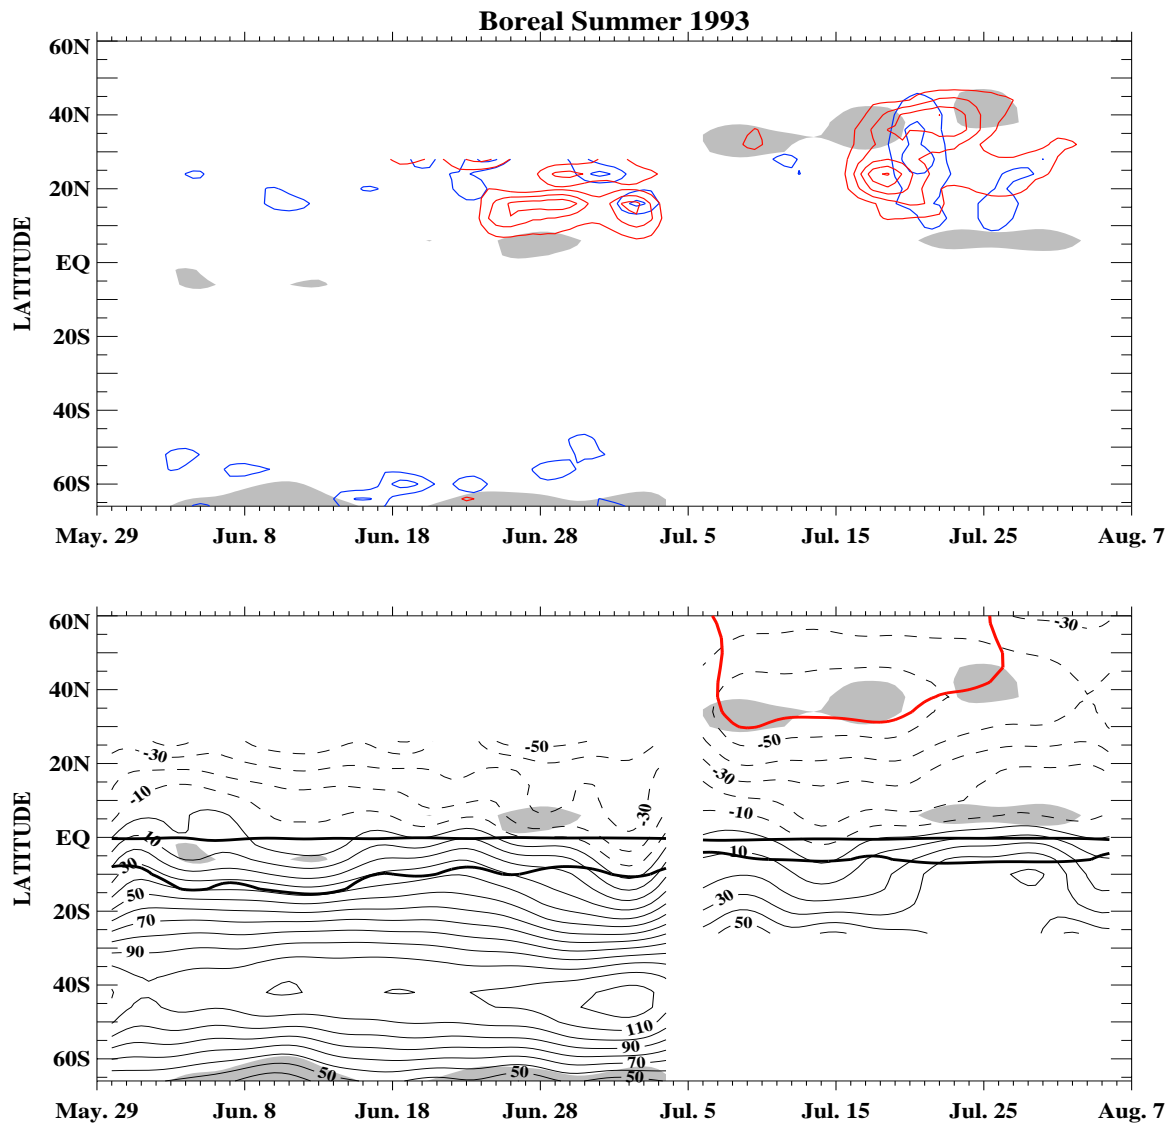 Boreal Summer 1993
60N
40N
20N
EQ
20S
40S
60S
LATITUDE
May. 29 Jun. 8 Jun. 18 Jun. 28 Jul. 5 Jul. 15 Jul. 25 Aug. 7
60N
40N
20N
EQ
20S
40S
60S
LATITUDE
-30
-50
-30
-50
-30
-10
-30
-10
10
10
30
50
30
70
50
90
110
90
70
50
50
50
May. 29 Jun. 8 Jun. 18 Jun. 28 Jul. 5 Jul. 15 Jul. 25 Aug. 7